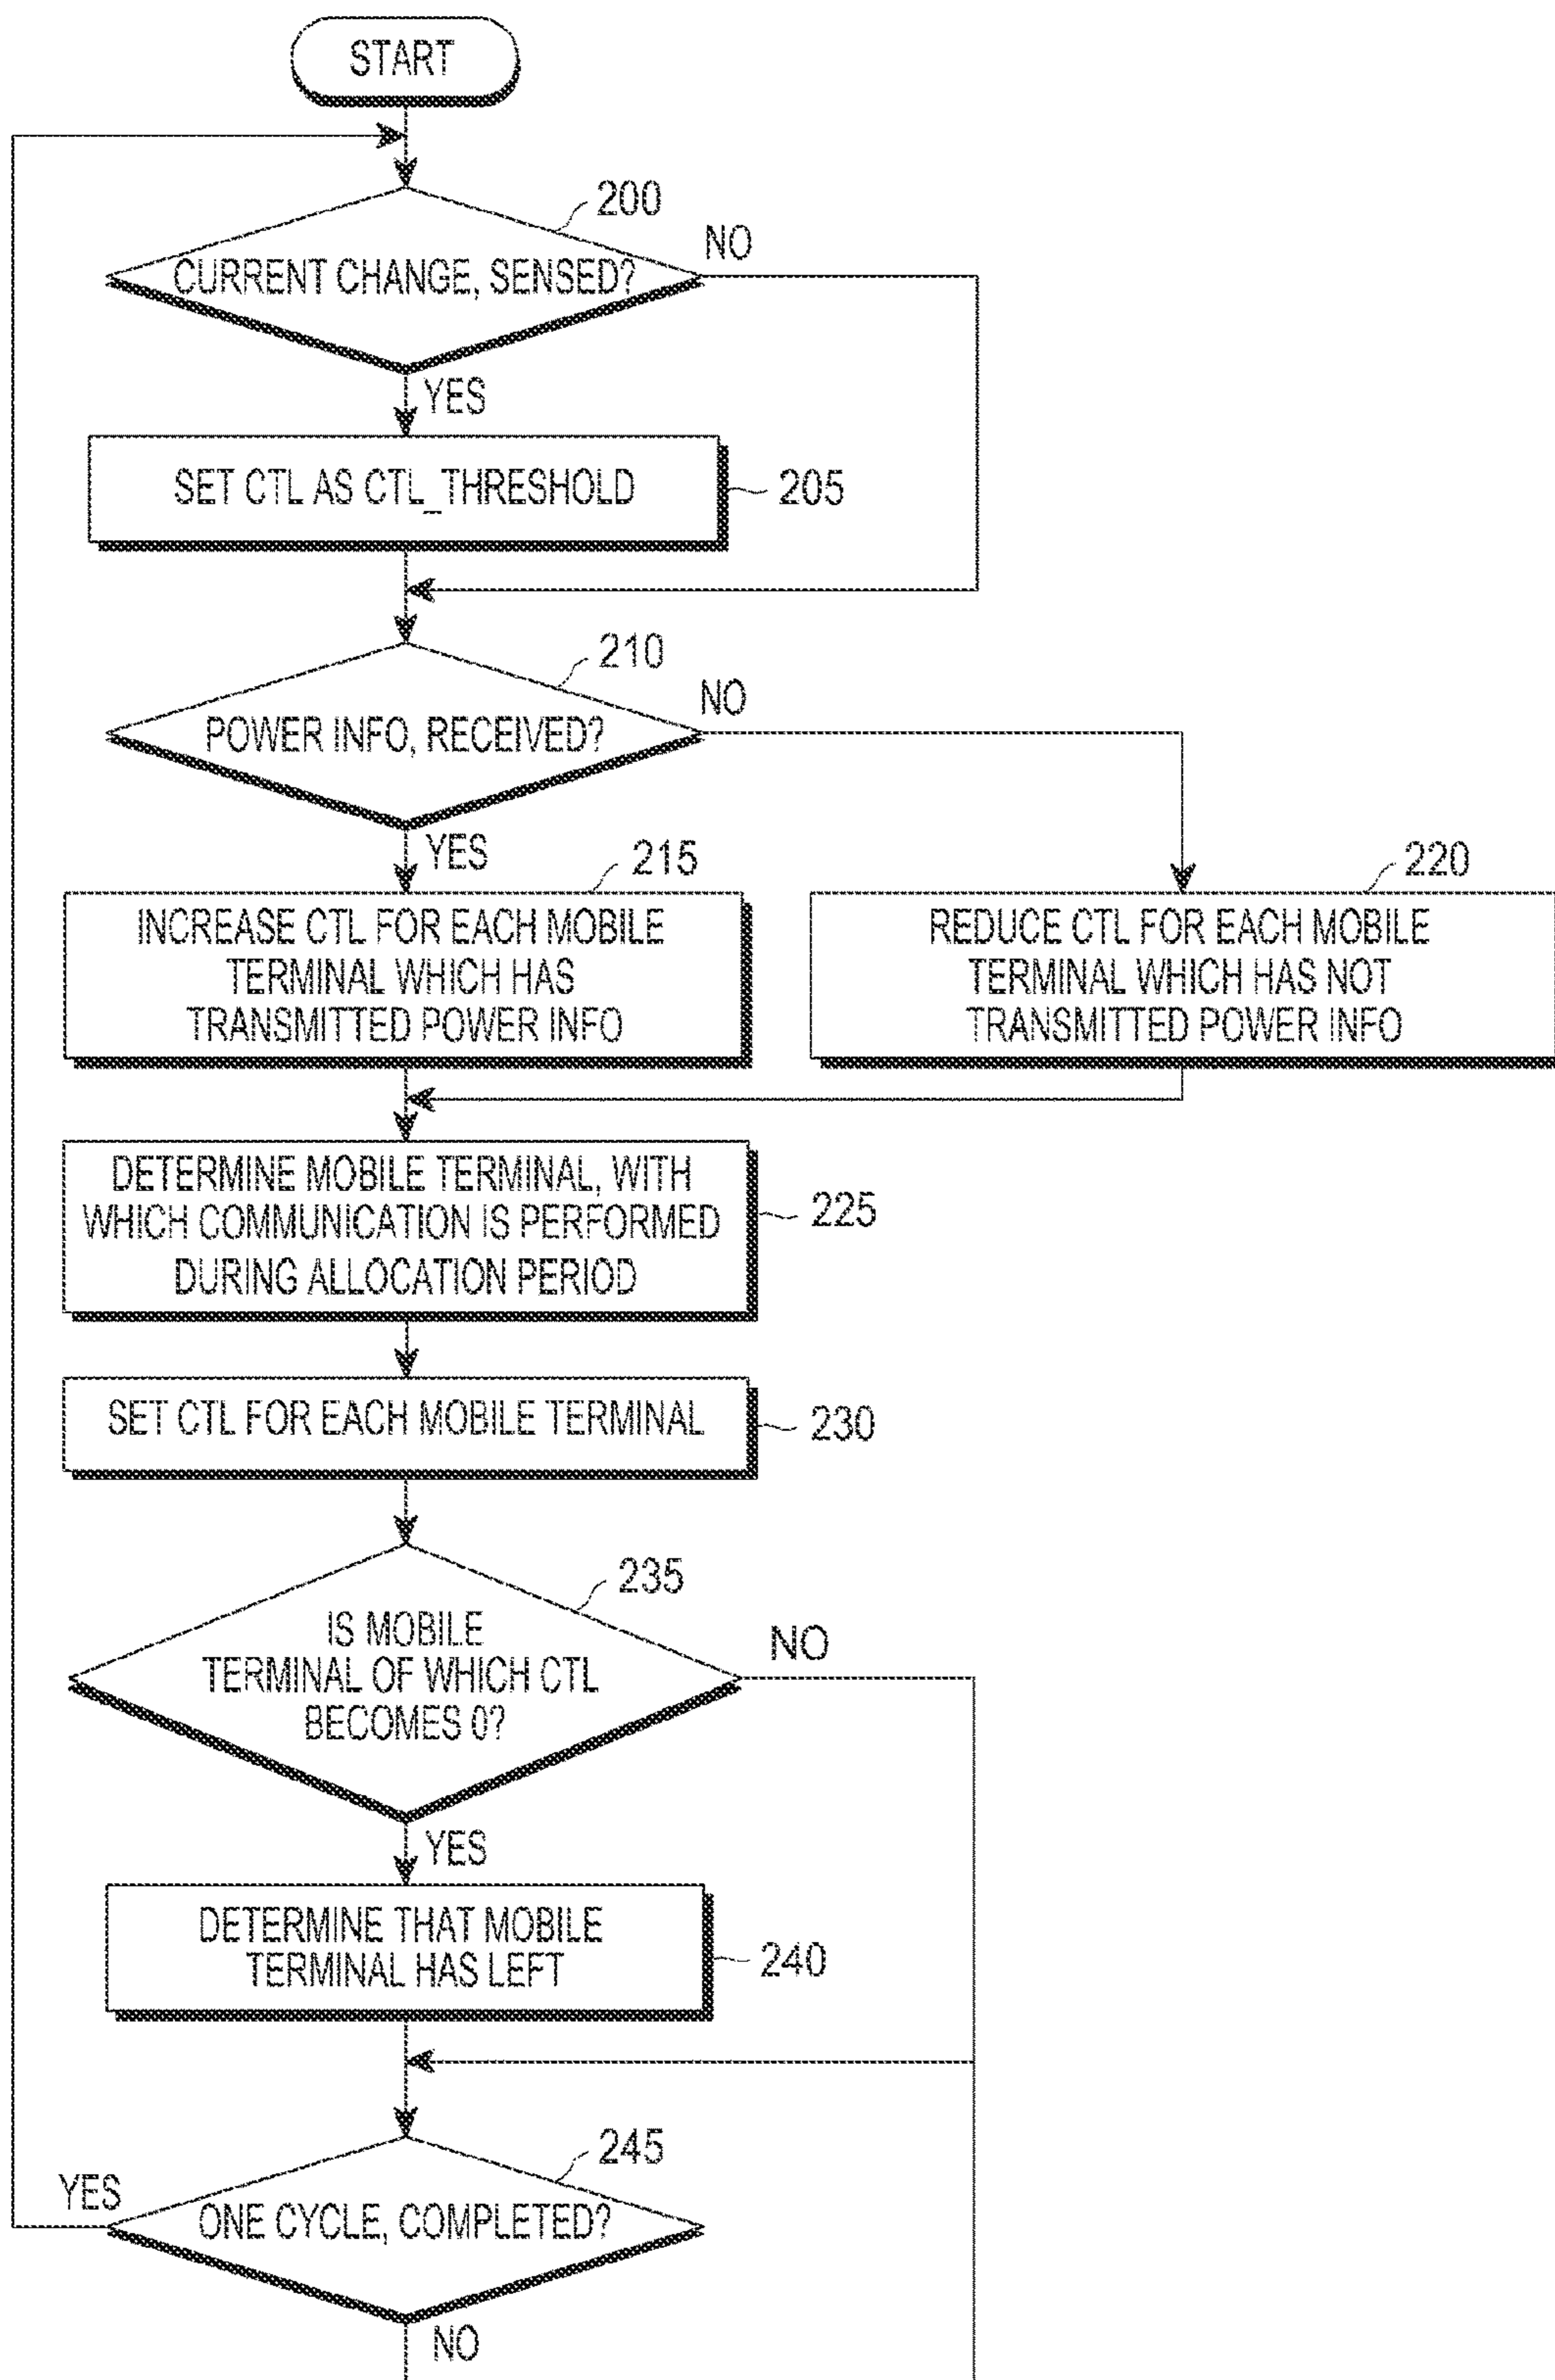 START
200
NO
CURRENT CHANGE, SENSED?
YES
SET CTL AS CTL_THRESHOLD
205
210
NO
POWER INFO, RECEIVED?
YES
215
220
INCREASE CTL FOR EACH MOBILE
TERMINAL WHICH HAS
TRANSMITTED POWER INFO
REDUCE CTL FOR EACH MOBILE
TERMINAL WHICH HAS NOT
TRANSMITTED POWER INFO
DETERMINE MOBILE TERMINAL, WITH
WHICH COMMUNICATION IS PERFORMED
DURING ALLOCATION PERIOD
225
SET CTL FOR EACH MOBILE TERMINAL
230
235
IS MOBILE
TERMINAL OF WHICH CTL
BECOMES 0?
NO
YES
DETERMINE THAT MOBILE
TERMINAL HAS LEFT
240
245
YES
ONE CYCLE, COMPLETED?
NO